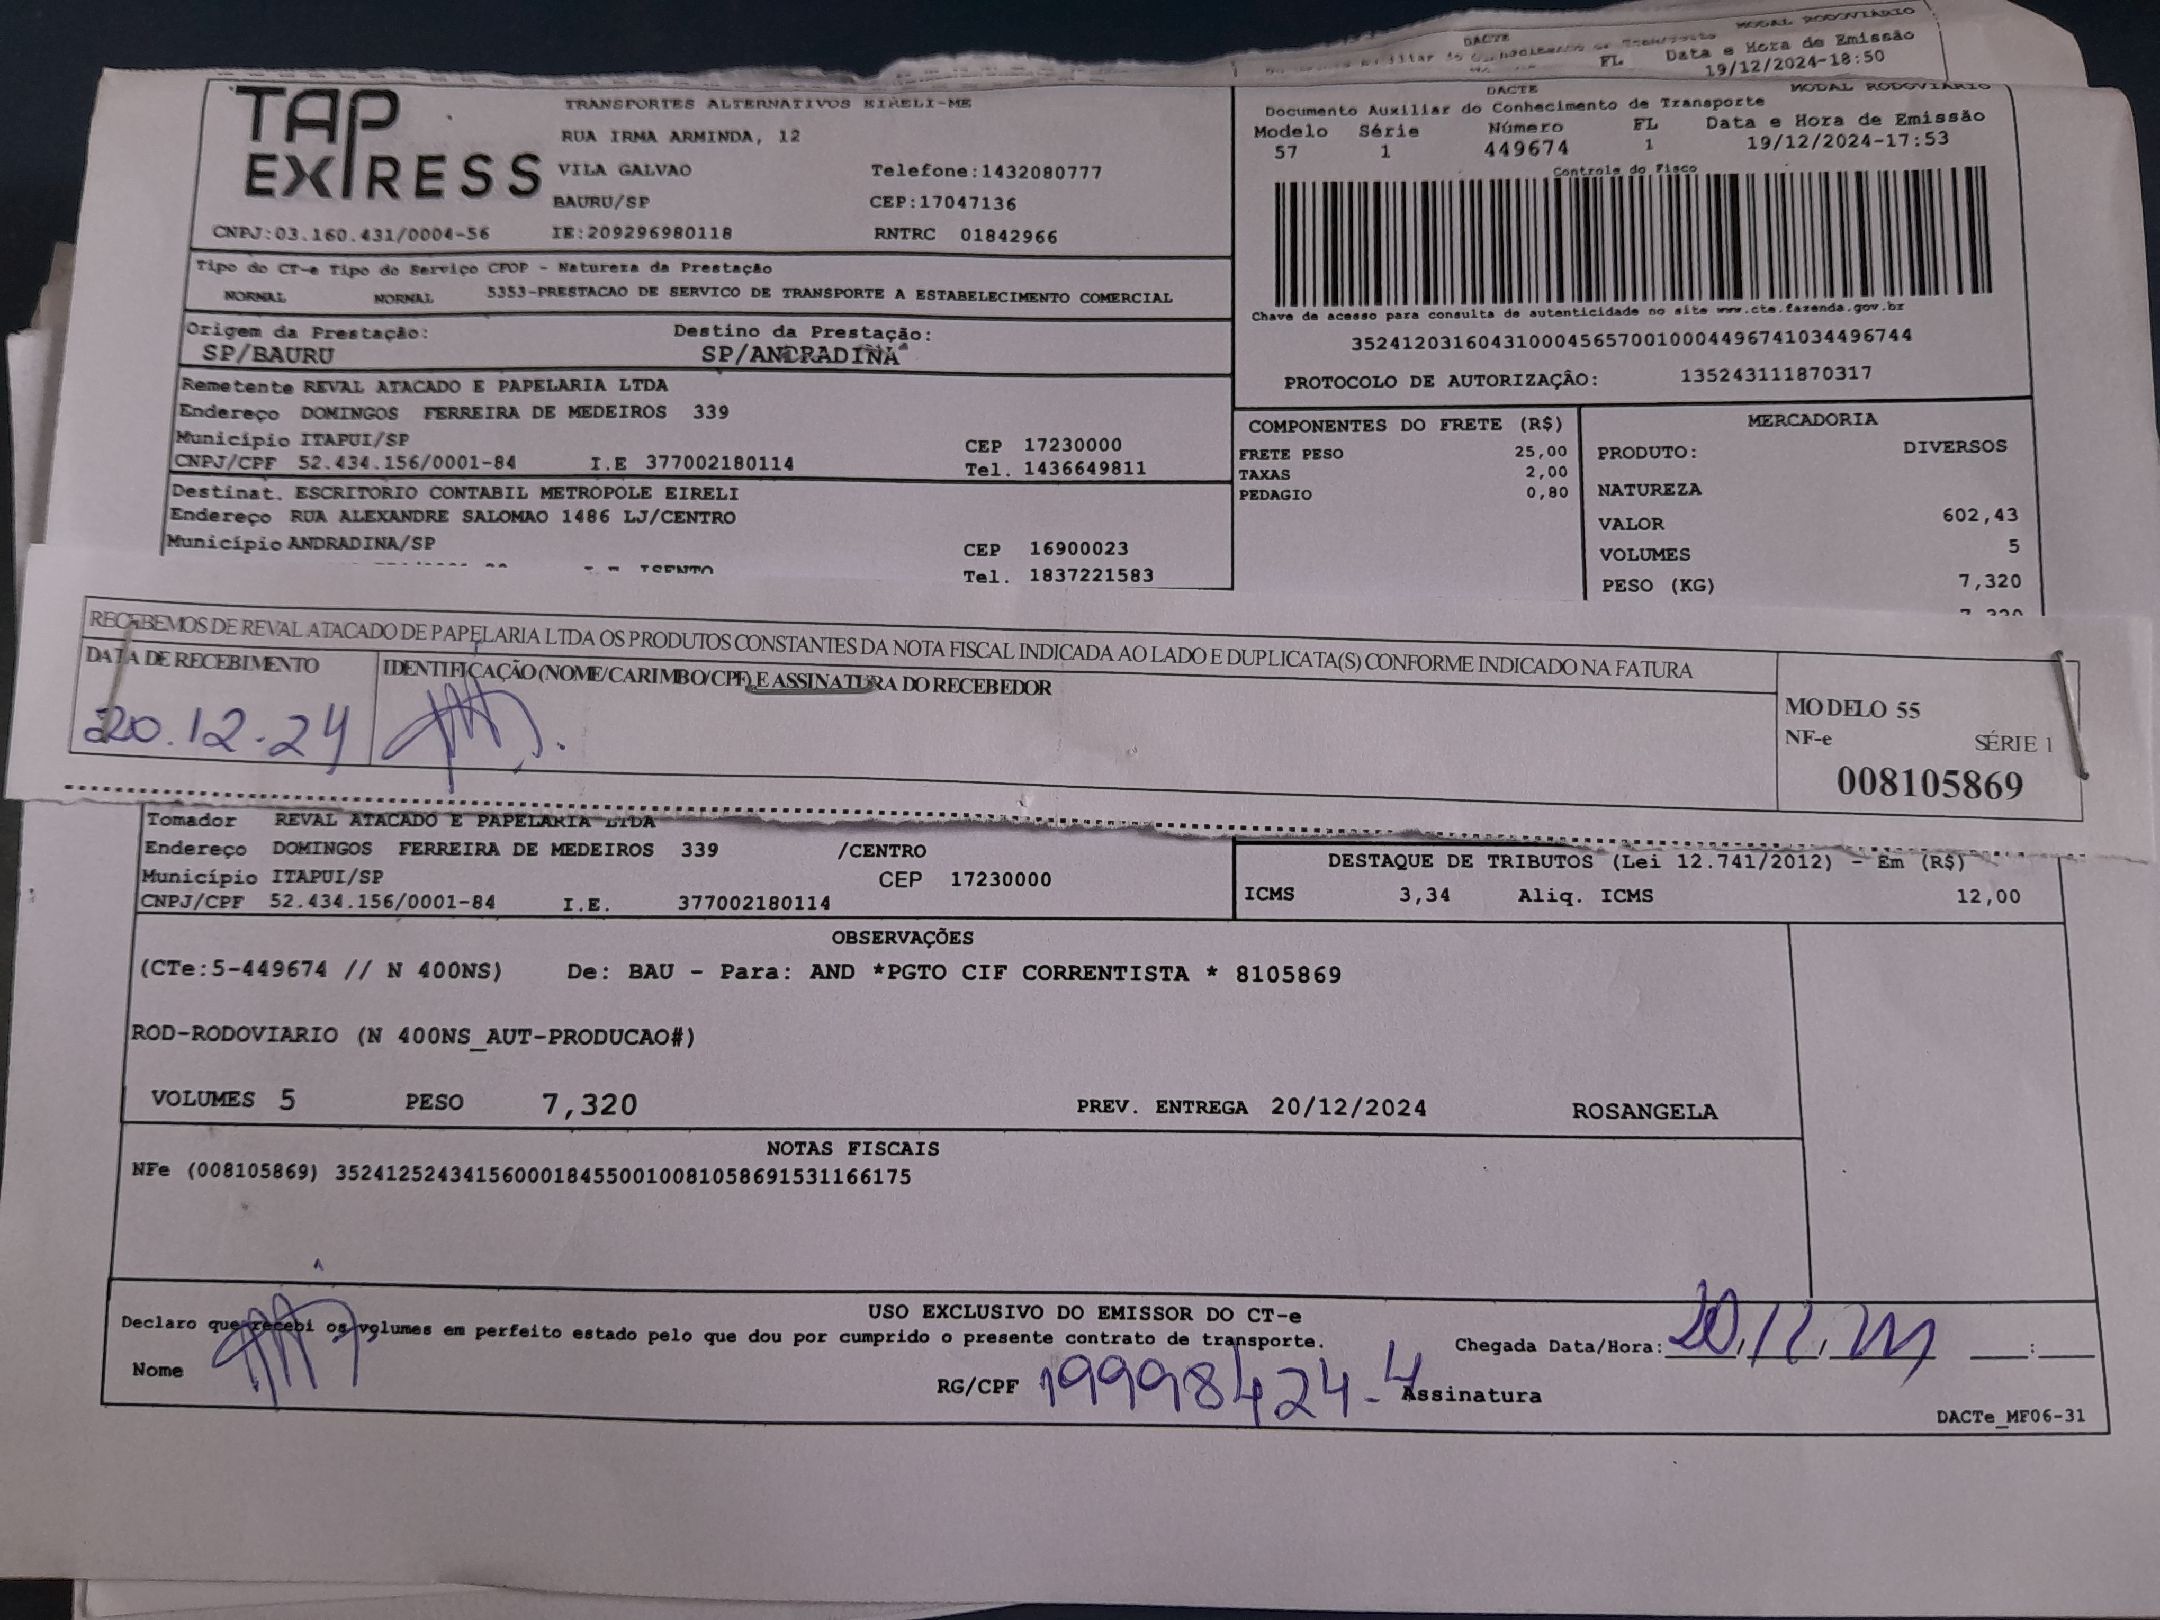 DACTE
MODAL RODOVIÁRIO
FL Data e Hora de Emissão
19/12/2024-18:50
TAP EXPRESS
TRANSPORTES ALTERNATIVOS EIRELI-ME
RUA IRMA ARMINDA, 12
VILA GALVAO Telefone:1432080777
BAURU/SP CEP:17047136
CNPJ:03.160.431/0004-56 IE:209296980118 RNTRC 01842966
DACTE MODAL RODOVIÁRIO
Documento Auxiliar do Conhecimento de Transporte
Modelo Série Número FL Data e Hora de Emissão
57 1 449674 1 19/12/2024-17:53
Controle do Fisco
Chave de acesso para consulta de autenticidade no site www.cte.fazenda.gov.br
35241203160431000456570010004496741034496744
PROTOCOLO DE AUTORIZAÇÃO: 135243111870317
Tipo do CT-e Tipo do Serviço CFOP - Natureza da Prestação
NORMAL NORMAL 5353-PRESTACAO DE SERVICO DE TRANSPORTE A ESTABELECIMENTO COMERCIAL
Origem da Prestação: Destino da Prestação:
SP/BAURU SP/ANDRADINA
Remetente REVAL ATACADO E PAPELARIA LTDA
Endereço DOMINGOS FERREIRA DE MEDEIROS 339
Município ITAPUI/SP CEP 17230000
CNPJ/CPF 52.434.156/0001-84 I.E 377002180114 Tel. 1436649811
Destinat. ESCRITORIO CONTABIL METROPOLE EIRELI
Endereço RUA ALEXANDRE SALOMAO 1486 LJ/CENTRO
Município ANDRADINA/SP CEP 16900023
ISENTO Tel. 1837221583
COMPONENTES DO FRETE (R$)
FRETE PESO 25,00
TAXAS 2,00
PEDAGIO 0,80
MERCADORIA
PRODUTO: DIVERSOS
NATUREZA
VALOR 602,43
VOLUMES 5
PESO (KG) 7,320
7,320
RECEBEMOS DE REVAL ATACADO DE PAPELARIA LTDA OS PRODUTOS CONSTANTES DA NOTA FISCAL INDICADA AO LADO E DUPLICATA(S) CONFORME INDICADO NA FATURA
DATA DE RECEBIMENTO IDENTIFICAÇÃO (NOME/CARIMBO/CPF) E ASSINATURA DO RECEBEDOR
20.12.24
MODELO 55
NF-e SÉRIE 1
008105869
Tomador REVAL ATACADO E PAPELARIA LTDA
Endereço DOMINGOS FERREIRA DE MEDEIROS 339 /CENTRO
Município ITAPUI/SP CEP 17230000
CNPJ/CPF 52.434.156/0001-84 I.E. 377002180114
DESTAQUE DE TRIBUTOS (Lei 12.741/2012) - Em (R$)
ICMS 3,34 Aliq. ICMS 12,00
OBSERVAÇÕES
(CTe:5-449674 // N 400NS) De: BAU - Para: AND *PGTO CIF CORRENTISTA * 8105869
ROD-RODOVIARIO (N 400NS_AUT-PRODUCAO#)
VOLUMES 5 PESO 7,320 PREV. ENTREGA 20/12/2024 ROSANGELA
NOTAS FISCAIS
NFe (008105869) 35241252434156000184550010081058691531166175
USO EXCLUSIVO DO EMISSOR DO CT-e
Declaro que recebi os volumes em perfeito estado pelo que dou por cumprido o presente contrato de transporte.
Chegada Data/Hora: 20/12/24 __:__
Nome RG/CPF 19998424-4 Assinatura
DACTe_MF06-31